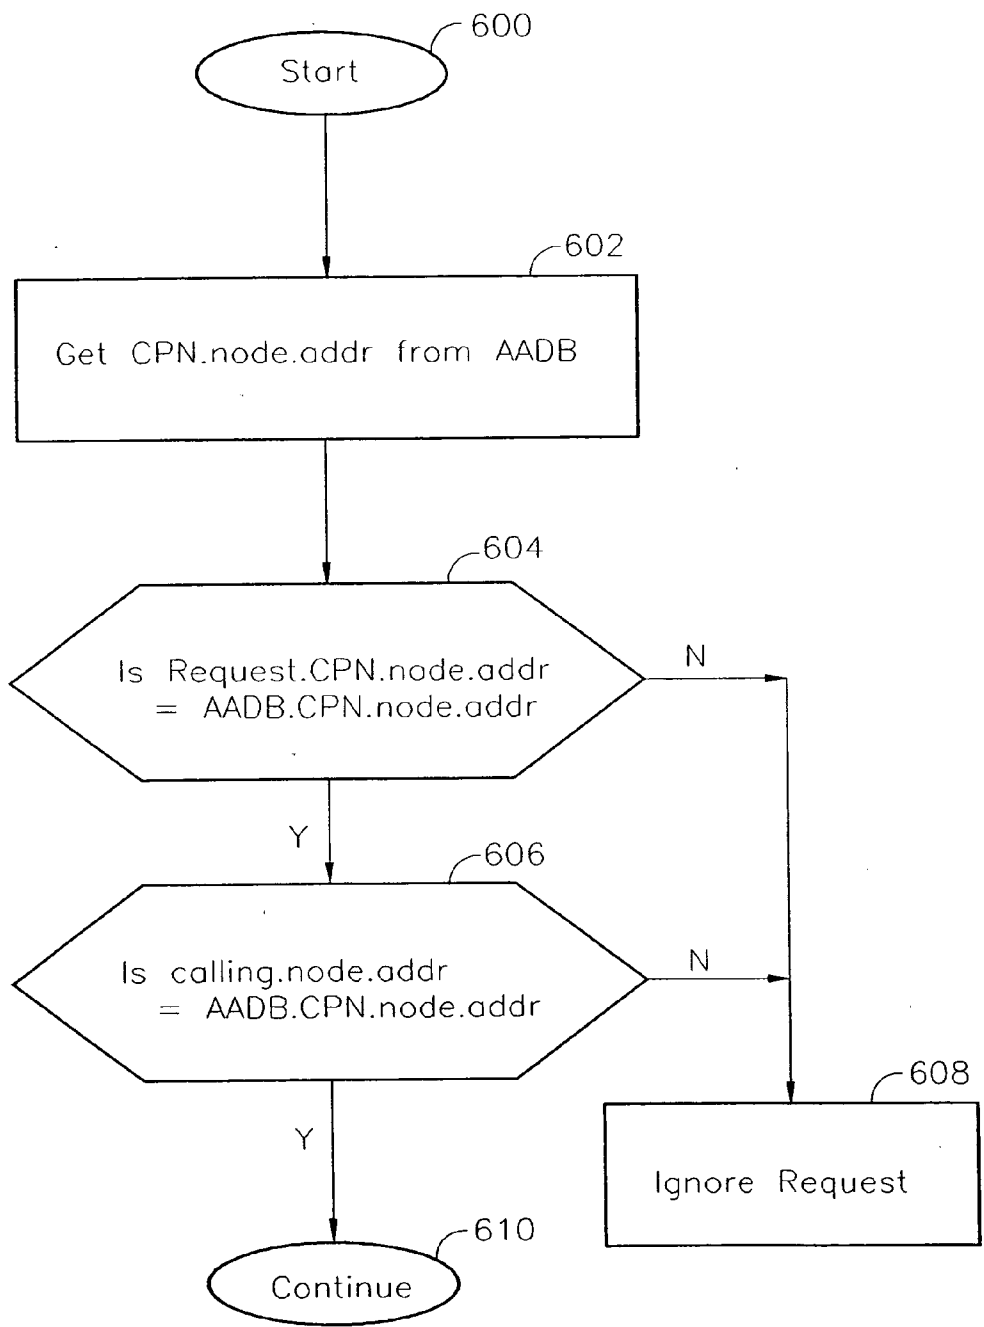 600
Start
602
Get CPN.node.addr from AADB
604
Is Request.CPN.node.addr
= AADB.CPN.node.addr
N
Y
606
Is calling.node.addr
= AADB.CPN.node.addr
N
Y
608
Ignore Request
610
Continue